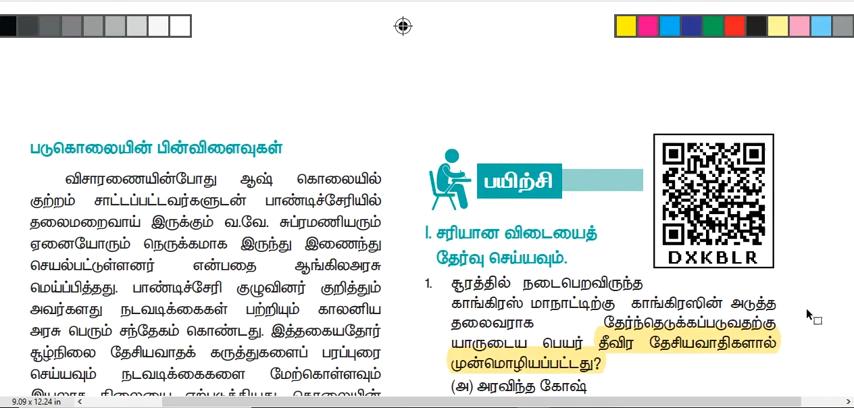 படுகொலையின் பின்விளைவுகள்
விசாரணையின்போது ஆஷ் கொலையில்
குற்றம் சாட்டப்பட்டவர்களுடன் பாண்டிச்சேரியில்
தலைமறைவாய் இருக்கும் வ.வே. சுப்ரமணியரும்
ஏனையோரும் நெருக்கமாக இருந்து இணைந்து
செயல்பட்டுள்ளனர் என்பதை ஆங்கிலஅரசு
மெய்ப்பித்தது. பாண்டிச்சேரி குழுவினர் குறித்தும்
அவர்களது நடவடிக்கைகள் பற்றியும் காலனிய
அரசு பெரும் சந்தேகம் கொண்டது. இத்தகையதோர்
சூழ்நிலை தேசியவாதக் கருத்துகளைப் பரப்புரை
செய்யவும் நடவடிக்கைகளை மேற்கொள்ளவும்
இயலாத நிலையை ஏற்படுத்தியது. கொலையின்
பயிற்சி
I. சரியான விடையைத்
தேர்வு செய்யவும்.
DXKBLR
1. சூரத்தில் நடைபெறவிருந்த
காங்கிரஸ் மாநாட்டிற்கு காங்கிரஸின் அடுத்த
தலைவராக தேர்ந்தெடுக்கப்படுவதற்கு
யாருடைய பெயர் தீவிர தேசியவாதிகளால்
முன்மொழியப்பட்டது?
(அ) அரவிந்த கோஷ்
9.09 x 12.24 in